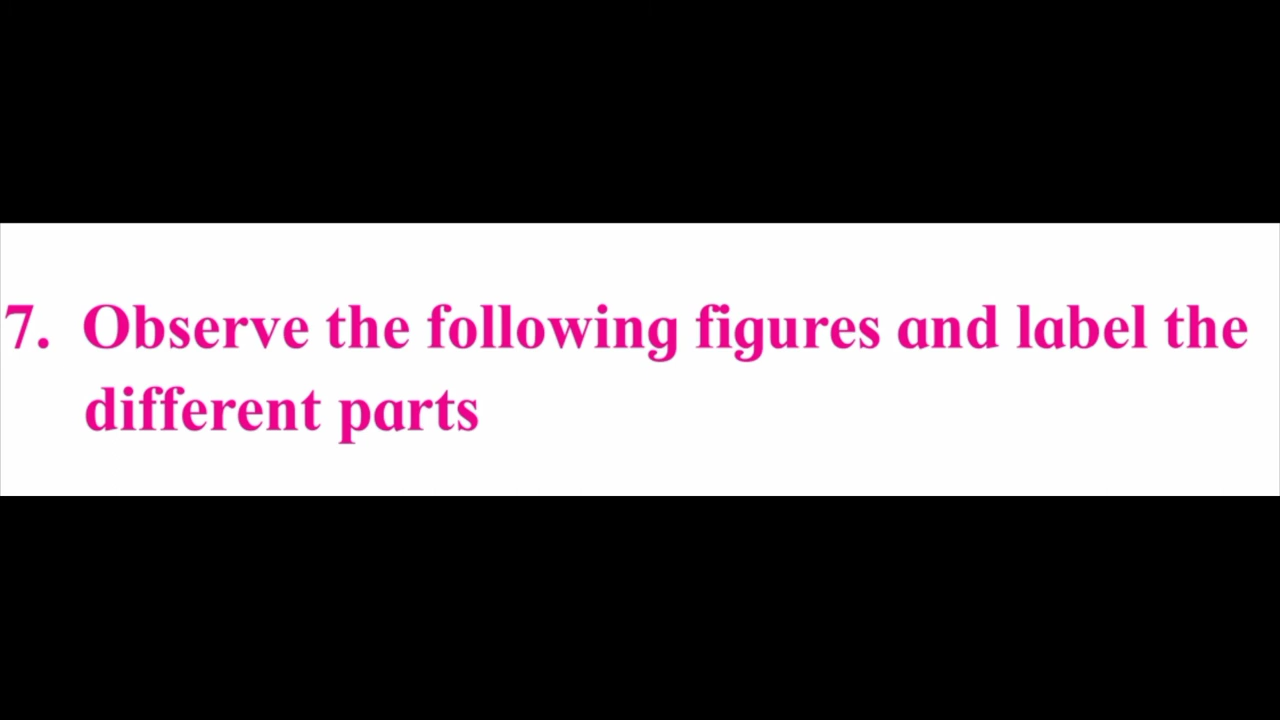 7. Observe the following figures and label the
different parts